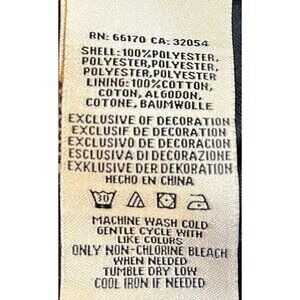 RN: 66170 CA: 32054
SHELL: 100%POLYESTER,
POLYESTER,POLYESTER,
POLYESTER,POLYESTER
LINING: 100%COTTON,
COTON, ALGODON,
COTONE, BAUMWOLLE
EXCLUSIVE OF DECORATION
EXCLUSIF DE DECORATION
EXCLUSIVO DE DECORACION
ESCLUSIVA DI DECORAZIONE
EXKLUSIVE DER DEKORATION
HECHO EN CHINA
30
MACHINE WASH COLD
GENTLE CYCLE WITH
LIKE COLORS
ONLY NON-CHLORINE BLEACH
WHEN NEEDED
TUMBLE DRY LOW
COOL IRON IF NEEDED